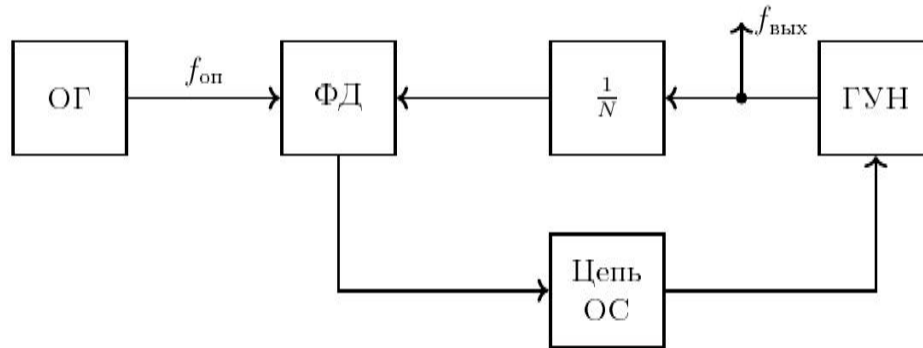 f_вых
ОГ
f_оп
ФД
1/N
ГУН
Цепь
ОС